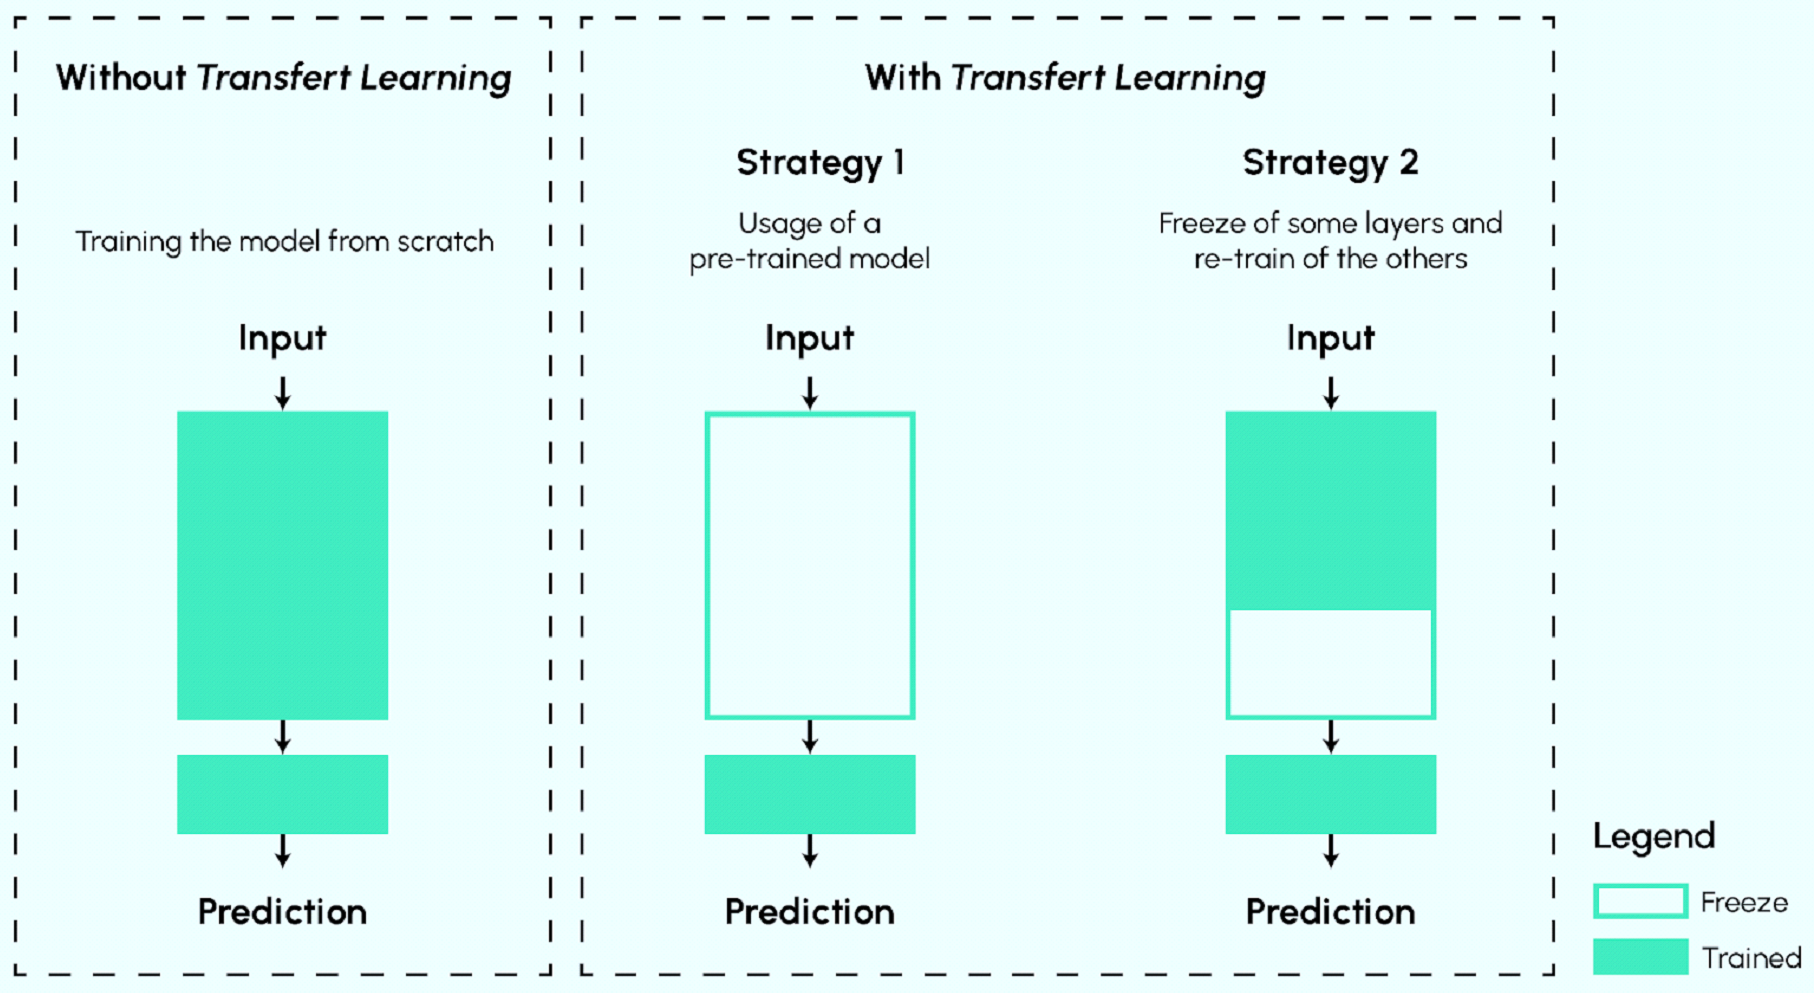 Without Transfert Learning
Training the model from scratch
Input
Prediction
With Transfert Learning
Strategy 1
Usage of a
pre-trained model
Input
Prediction
Strategy 2
Freeze of some layers and
re-train of the others
Input
Prediction
Legend
Freeze
Trained